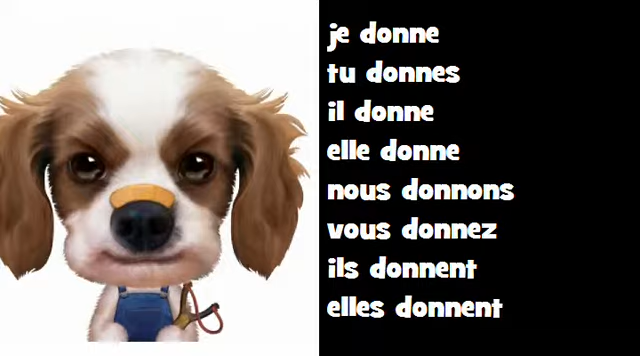 je donne
tu donnes
il donne
elle donne
nous donnons
vous donnez
ils donnent
elles donnent